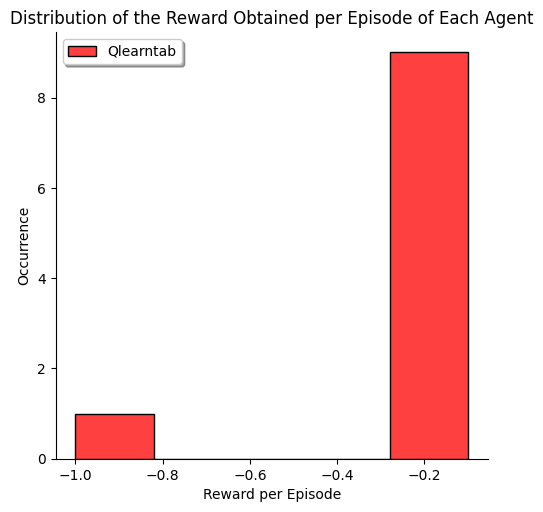 Distribution of the Reward Obtained per Episode of Each Agent
Qlearntab
8
6
4
2
0
Occurrence
−1.0 −0.8 −0.6 −0.4 −0.2
Reward per Episode